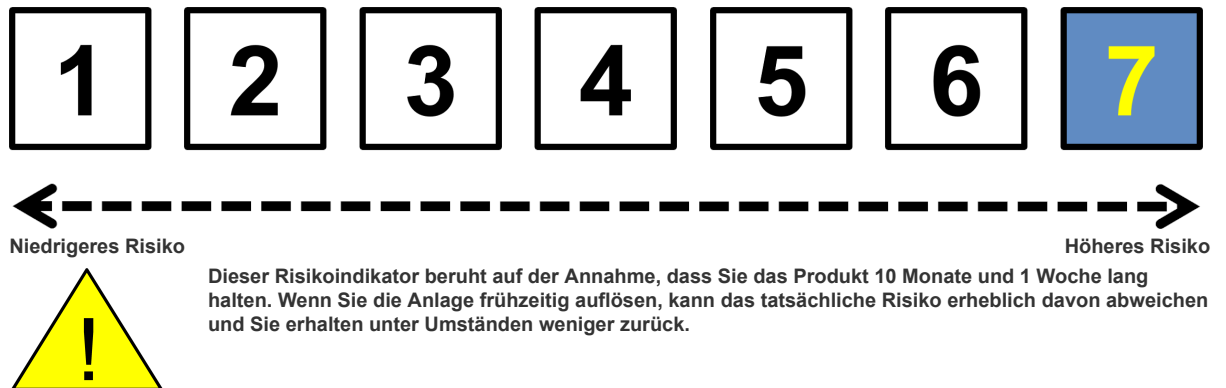 1 2 3 4 5 6 7
Niedrigeres Risiko Höheres Risiko
Dieser Risikoindikator beruht auf der Annahme, dass Sie das Produkt 10 Monate und 1 Woche lang
halten. Wenn Sie die Anlage frühzeitig auflösen, kann das tatsächliche Risiko erheblich davon abweichen
und Sie erhalten unter Umständen weniger zurück.
!